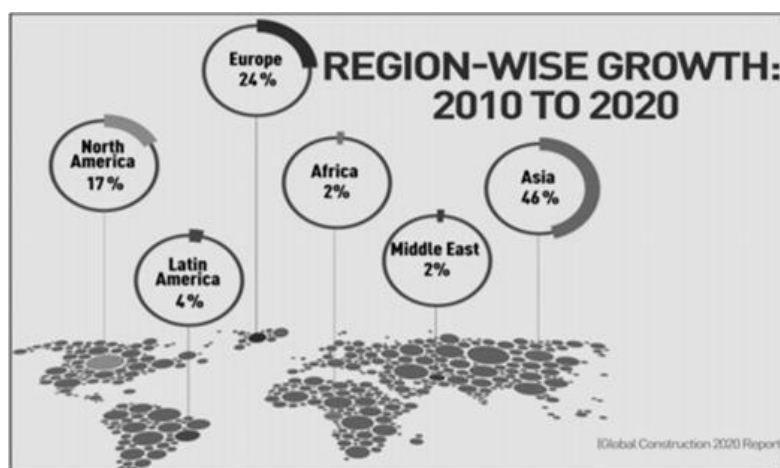 REGION-WISE GROWTH:
2010 TO 2020
Europe
24%
North
America
17%
Africa
2%
Asia
46%
Latin
America
4%
Middle East
2%
[Global Construction 2020 Report